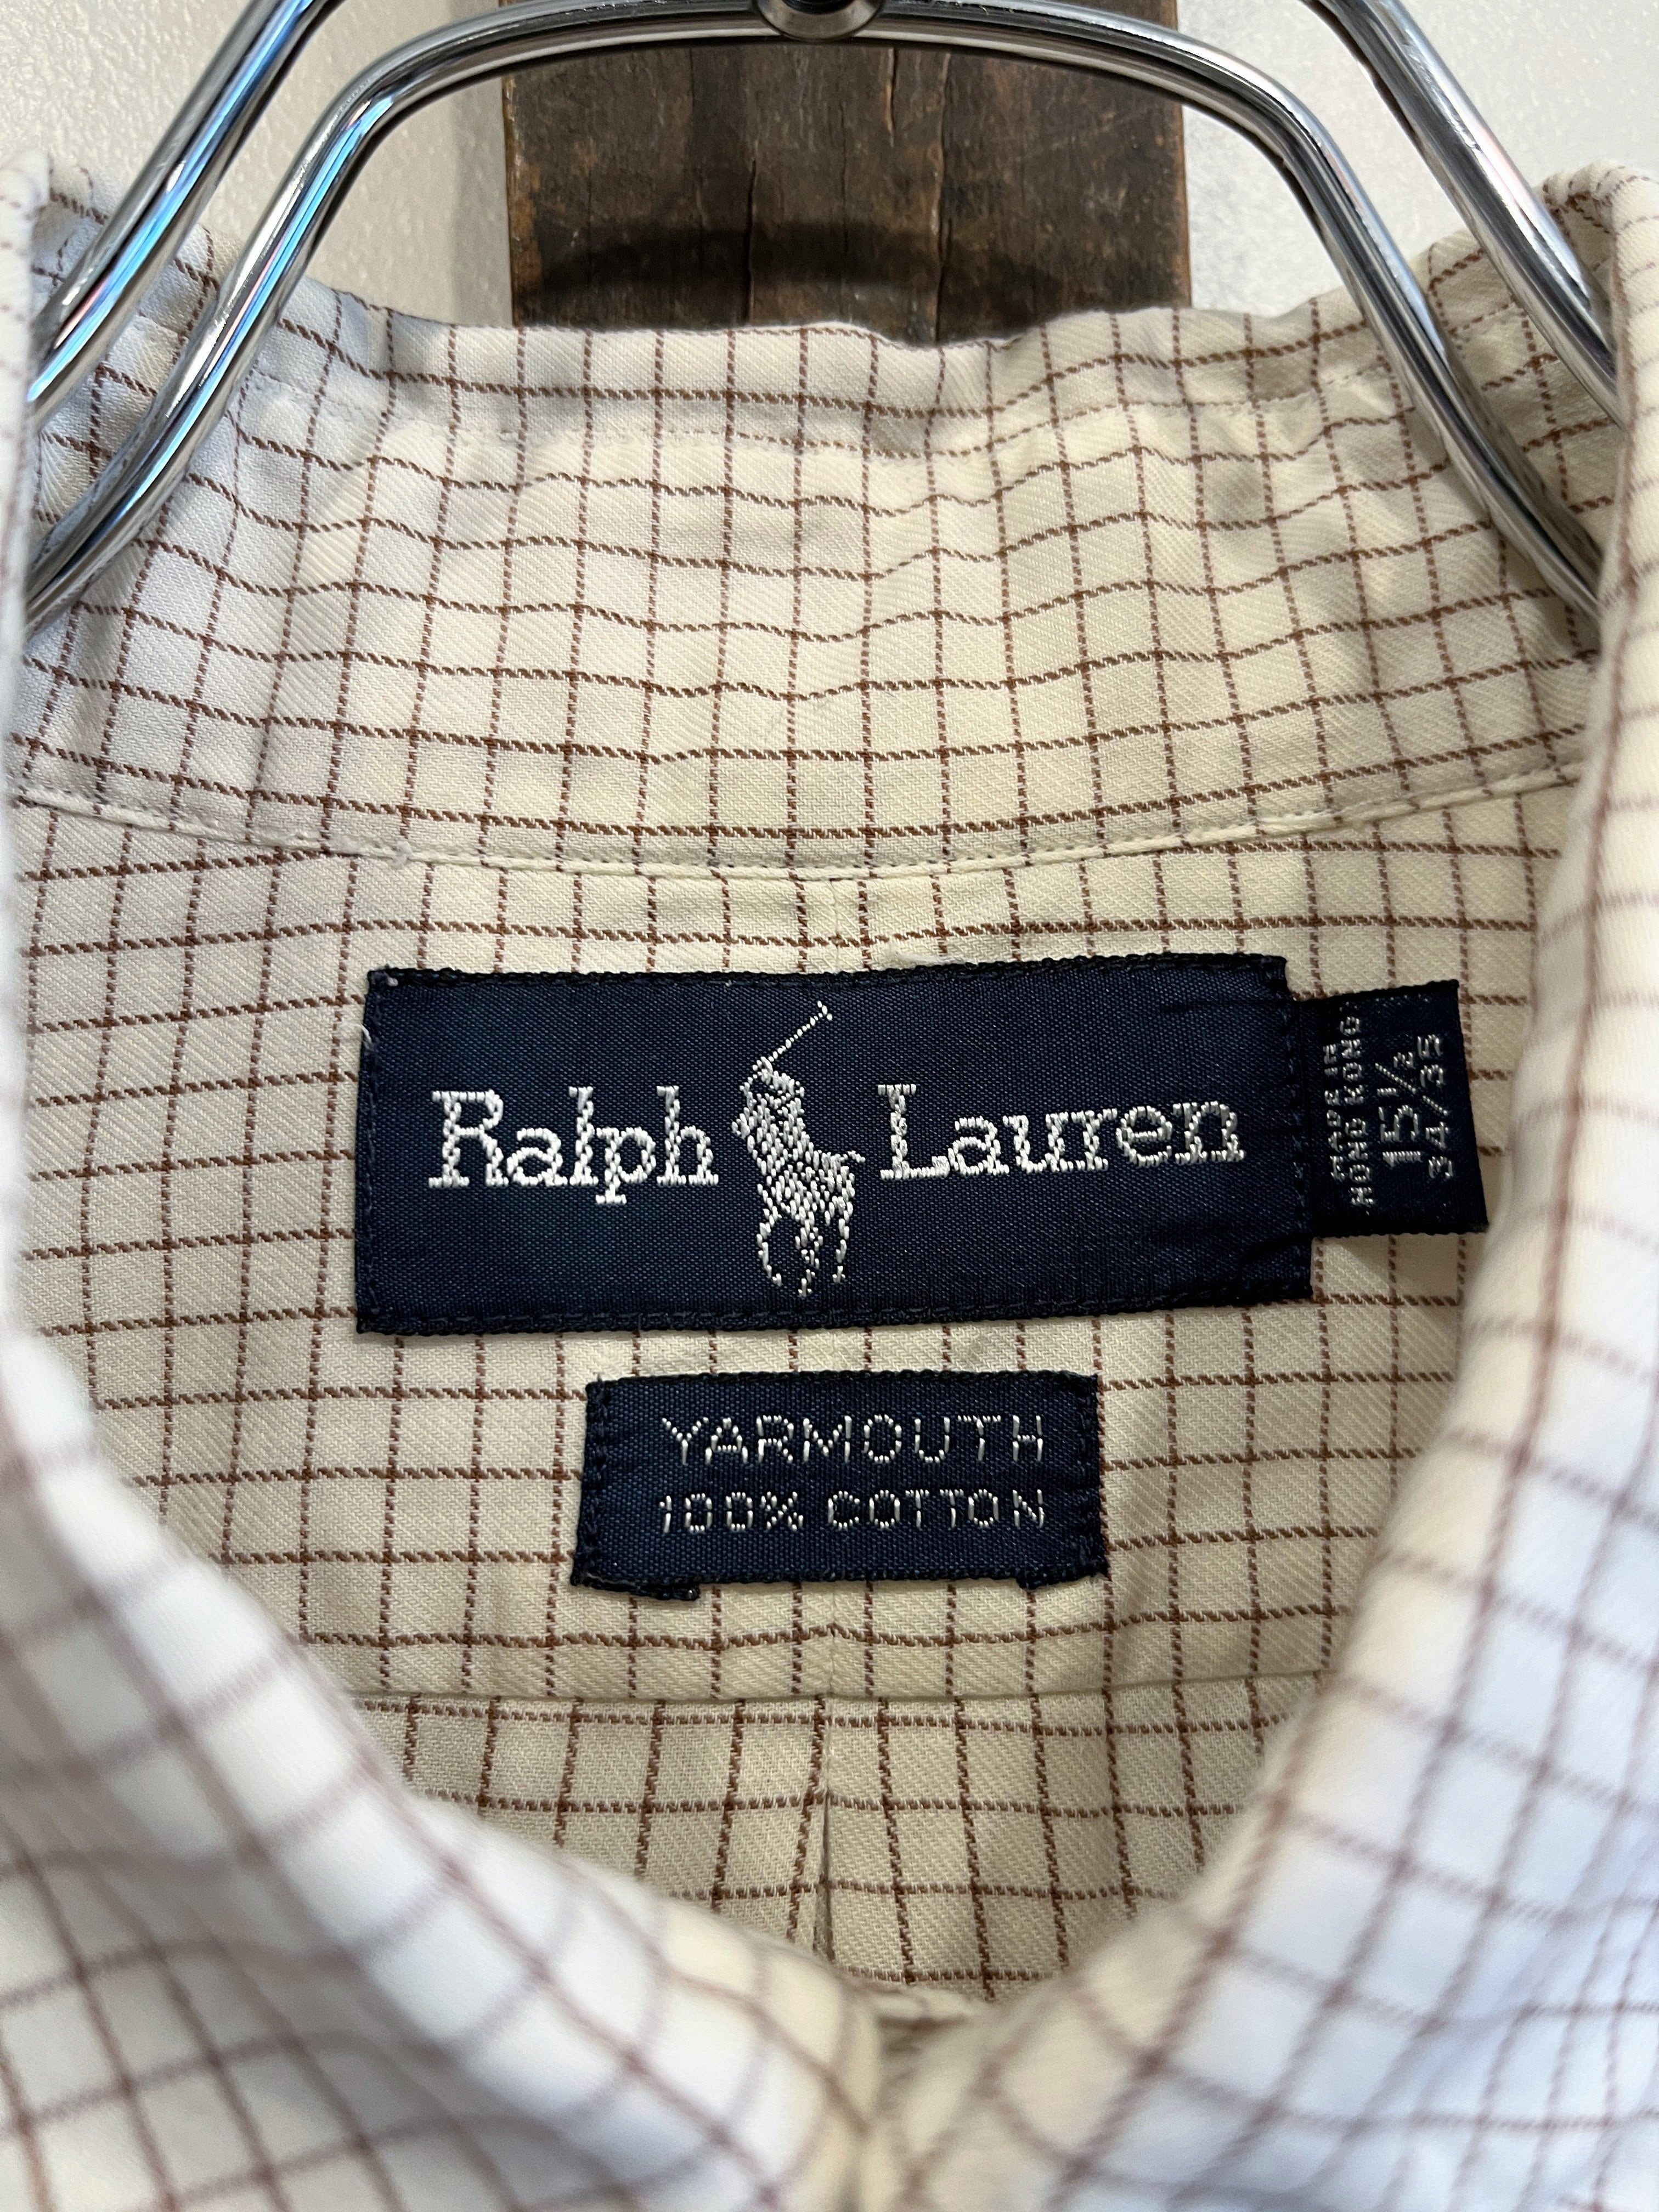 Ralph Lauren
MADE IN
HONG KONG
15½
34/35
YARMOUTH
100% COTTON